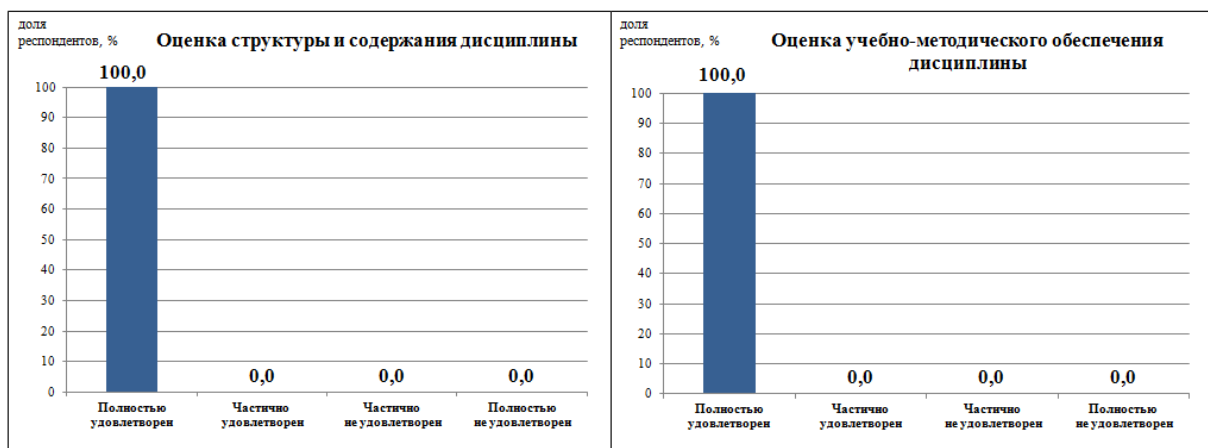 доля
респондентов, %
Оценка структуры и содержания дисциплины
100,0
100
90
80
70
60
50
40
30
20
10
0
0,0
0,0
0,0
Полностью
удовлетворен
Частично
удовлетворен
Частично
не удовлетворен
Полностью
не удовлетворен
доля
респондентов, %
Оценка учебно-методического обеспечения
дисциплины
100,0
100
90
80
70
60
50
40
30
20
10
0
0,0
0,0
0,0
Полностью
удовлетворен
Частично
удовлетворен
Частично
не удовлетворен
Полностью
не удовлетворен